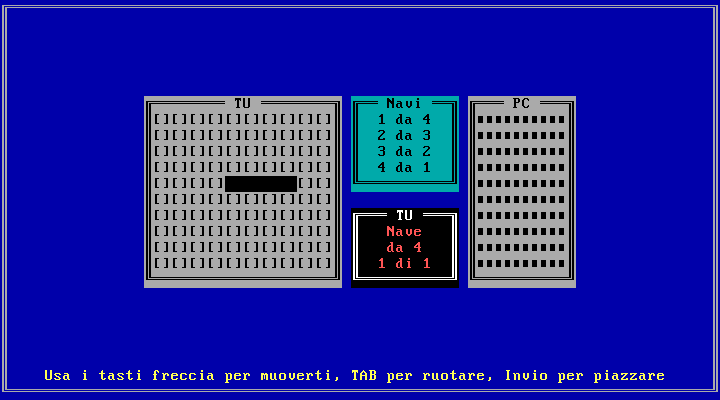 TU
Navi
1 da 4
2 da 3
3 da 2
4 da 1
PC
TU
Nave
da 4
1 di 1
Usa i tasti freccia per muoverti, TAB per ruotare, Invio per piazzare